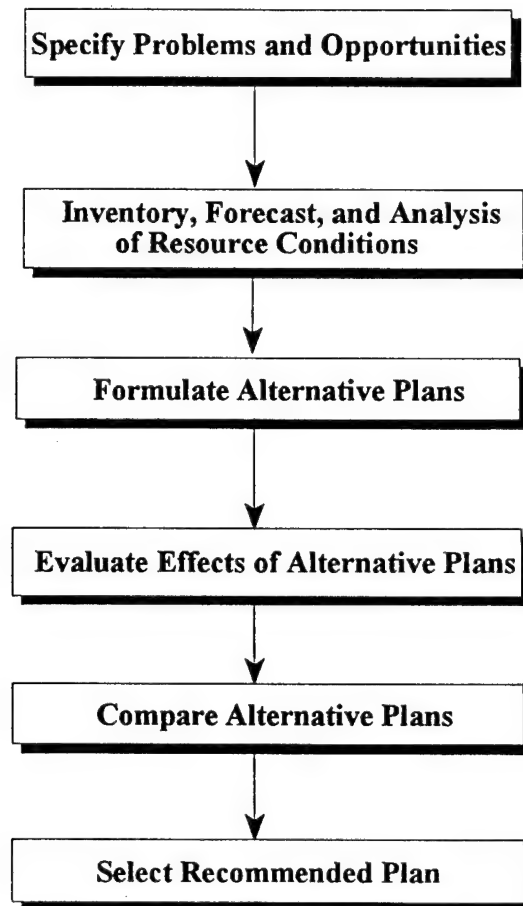 Specify Problems and Opportunities
Inventory, Forecast, and Analysis
of Resource Conditions
Formulate Alternative Plans
Evaluate Effects of Alternative Plans
Compare Alternative Plans
Select Recommended Plan